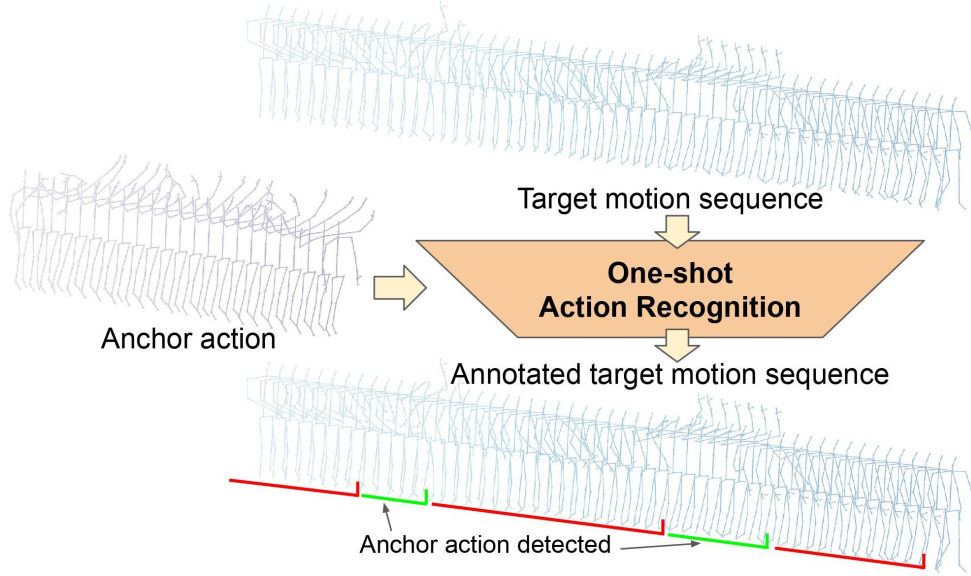 Target motion sequence
One-shot
Action Recognition
Anchor action
Annotated target motion sequence
Anchor action detected